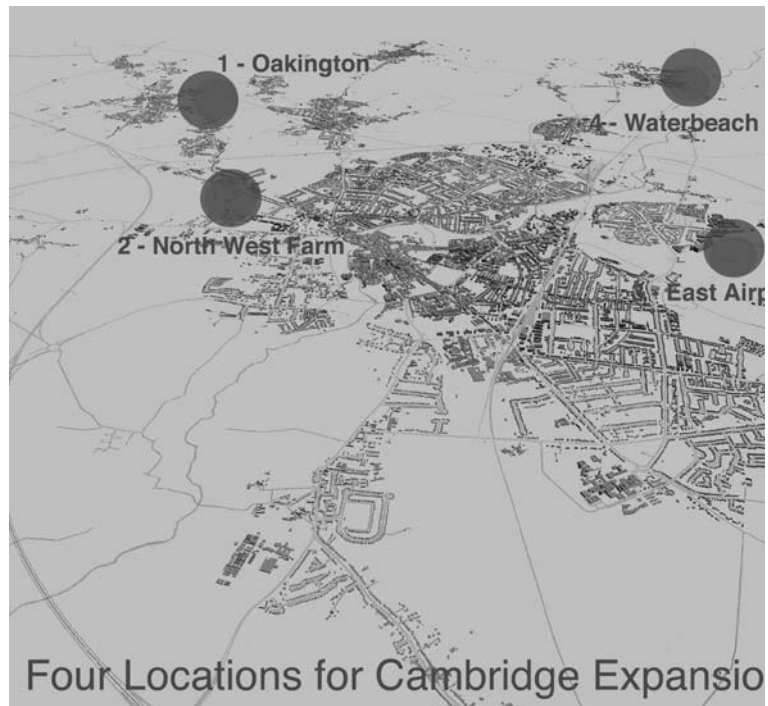 1 - Oakington
4 - Waterbeach
2 - North West Farm
East Airp
Four Locations for Cambridge Expansio